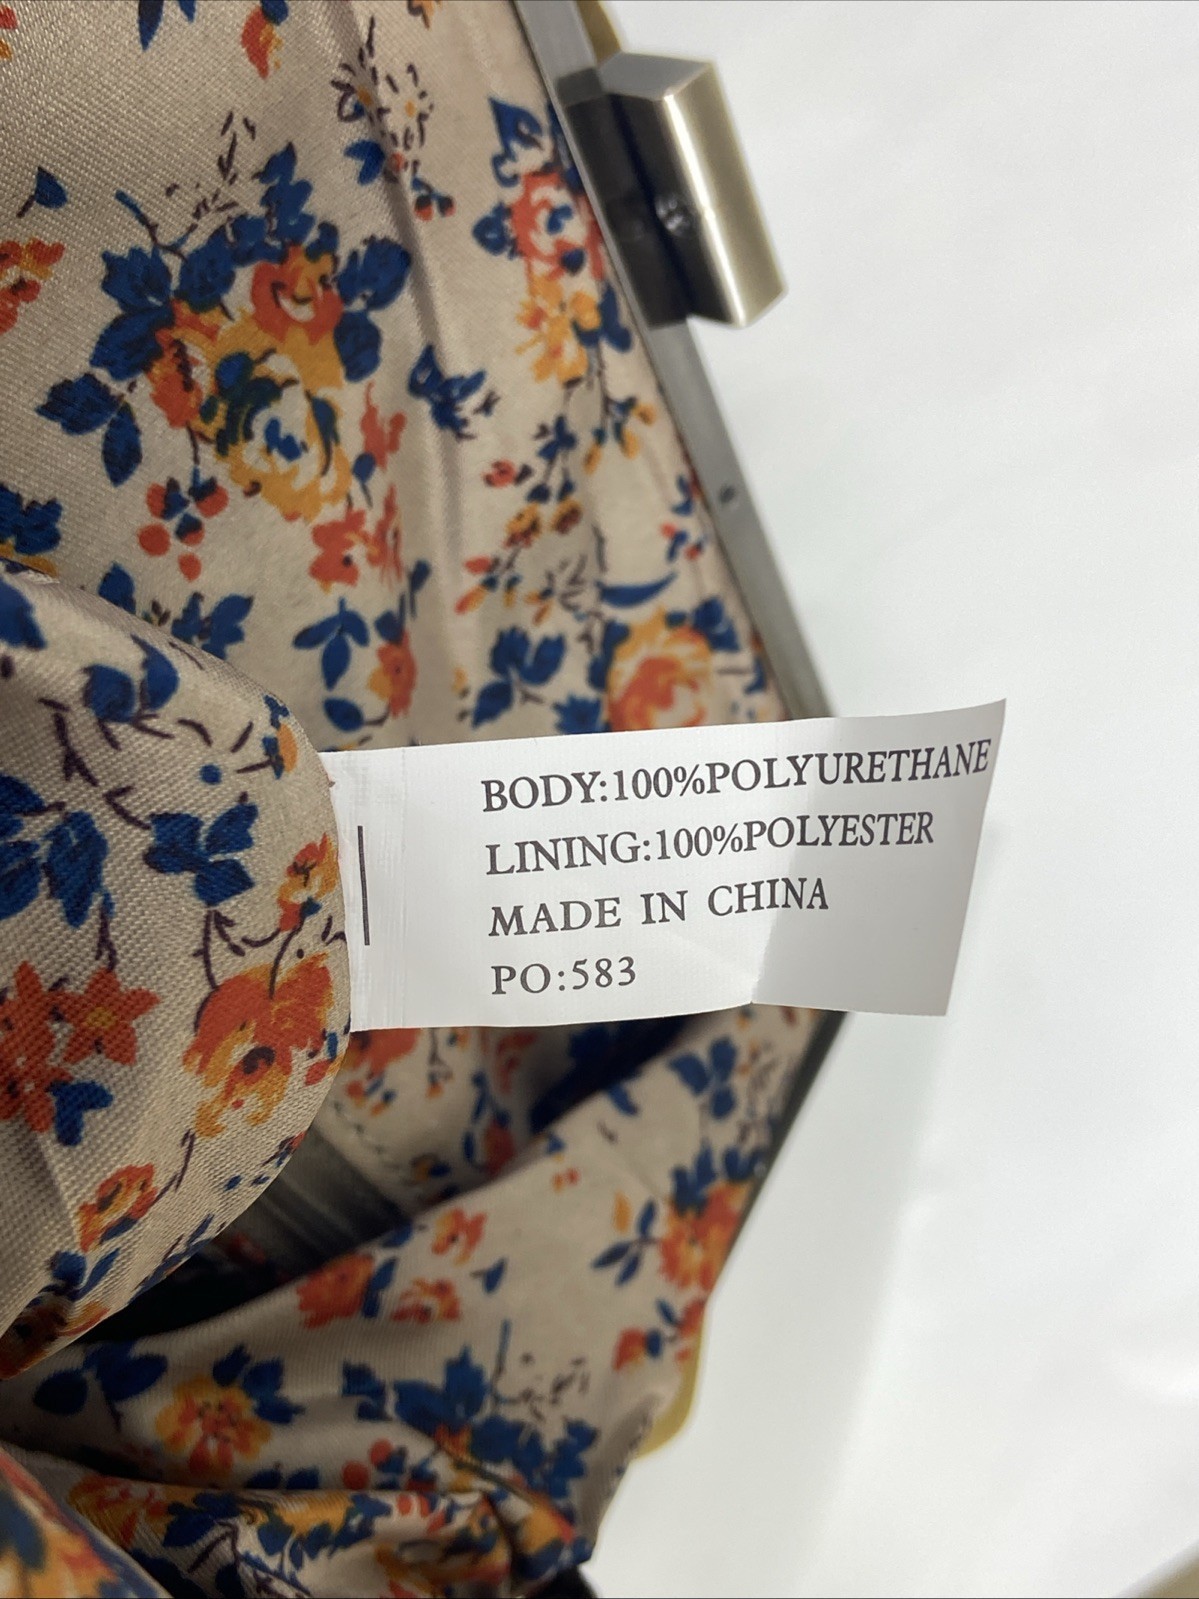 BODY:100%POLYURETHANE
LINING:100%POLYESTER
MADE IN CHINA
PO:583